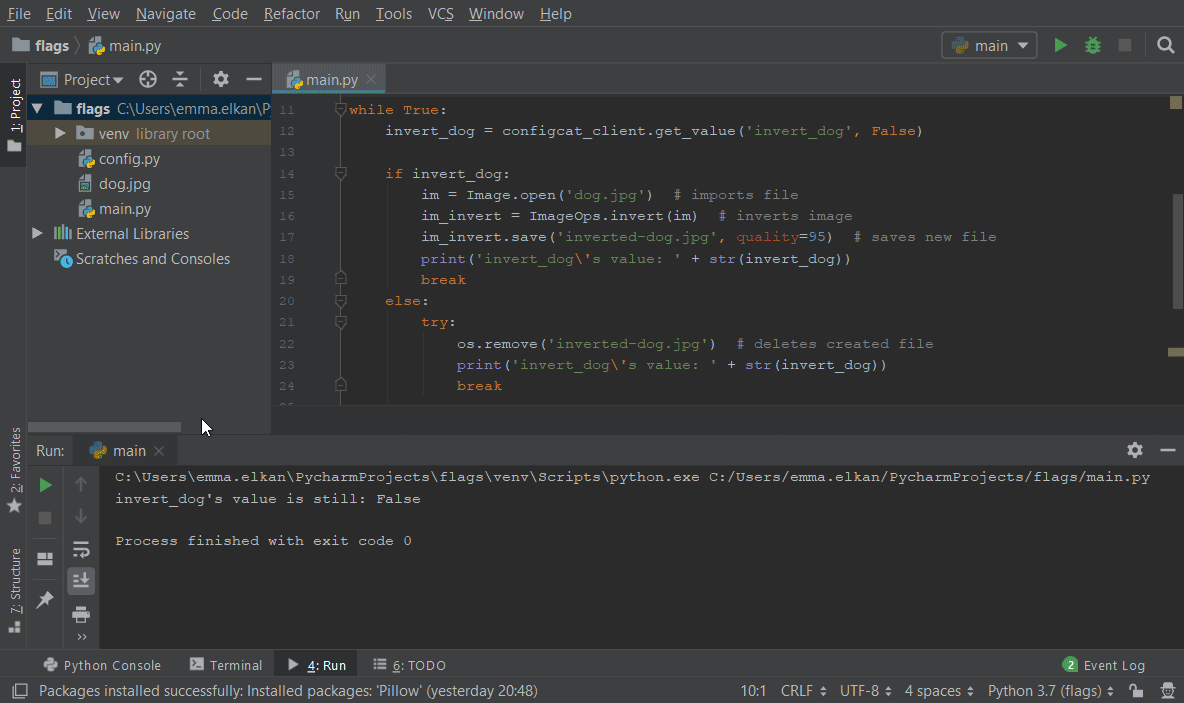 File Edit View Navigate Code Refactor Run Tools VCS Window Help
flags main.py main
1: Project
Project
main.py
flags C:\Users\emma.elkan\P
venv library root
config.py
dog.jpg
main.py
External Libraries
Scratches and Consoles
11 while True:
12 invert_dog = configcat_client.get_value('invert_dog', False)
13
14 if invert_dog:
15 im = Image.open('dog.jpg')  # imports file
16 im_invert = ImageOps.invert(im)  # inverts image
17 im_invert.save('inverted-dog.jpg', quality=95)  # saves new file
18 print('invert_dog\'s value: ' + str(invert_dog))
19 break
20 else:
21 try:
22 os.remove('inverted-dog.jpg')  # deletes created file
23 print('invert_dog\'s value: ' + str(invert_dog))
24 break
2: Favorites
7: Structure
Run: main
C:\Users\emma.elkan\PycharmProjects\flags\venv\Scripts\python.exe C:/Users/emma.elkan/PycharmProjects/flags/main.py
invert_dog's value is still: False
Process finished with exit code 0
Python Console Terminal 4: Run 6: TODO 2 Event Log
Packages installed successfully: Installed packages: 'Pillow' (yesterday 20:48) 10:1 CRLF UTF-8 4 spaces Python 3.7 (flags)